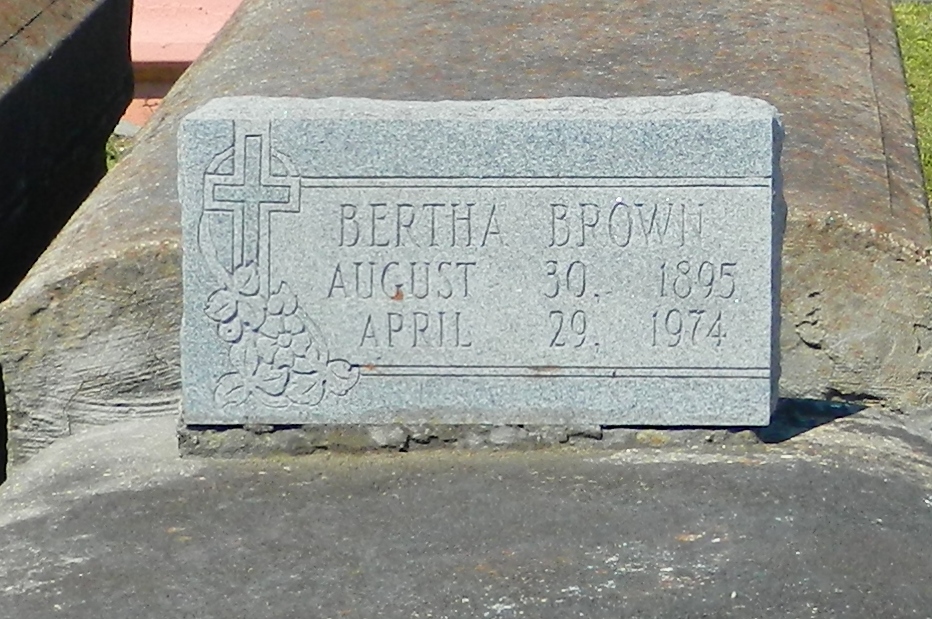 BERTHA BROWN
AUGUST 30, 1895
APRIL 29, 1974